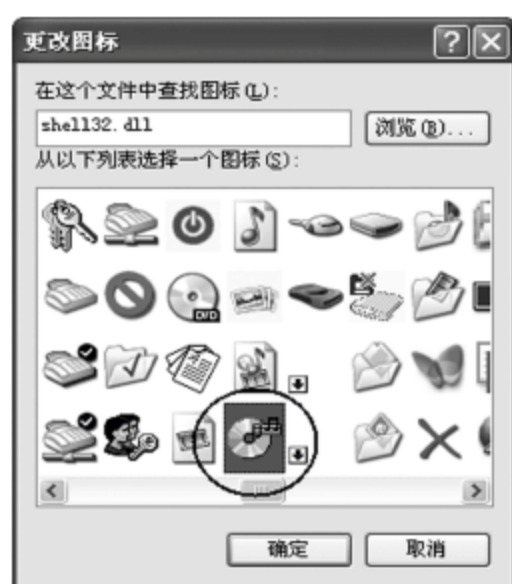 更改图标
在这个文件中查找图标(L):
shell32.dll
浏览(B)...
从以下列表选择一个图标(S):
DVD
确定
取消